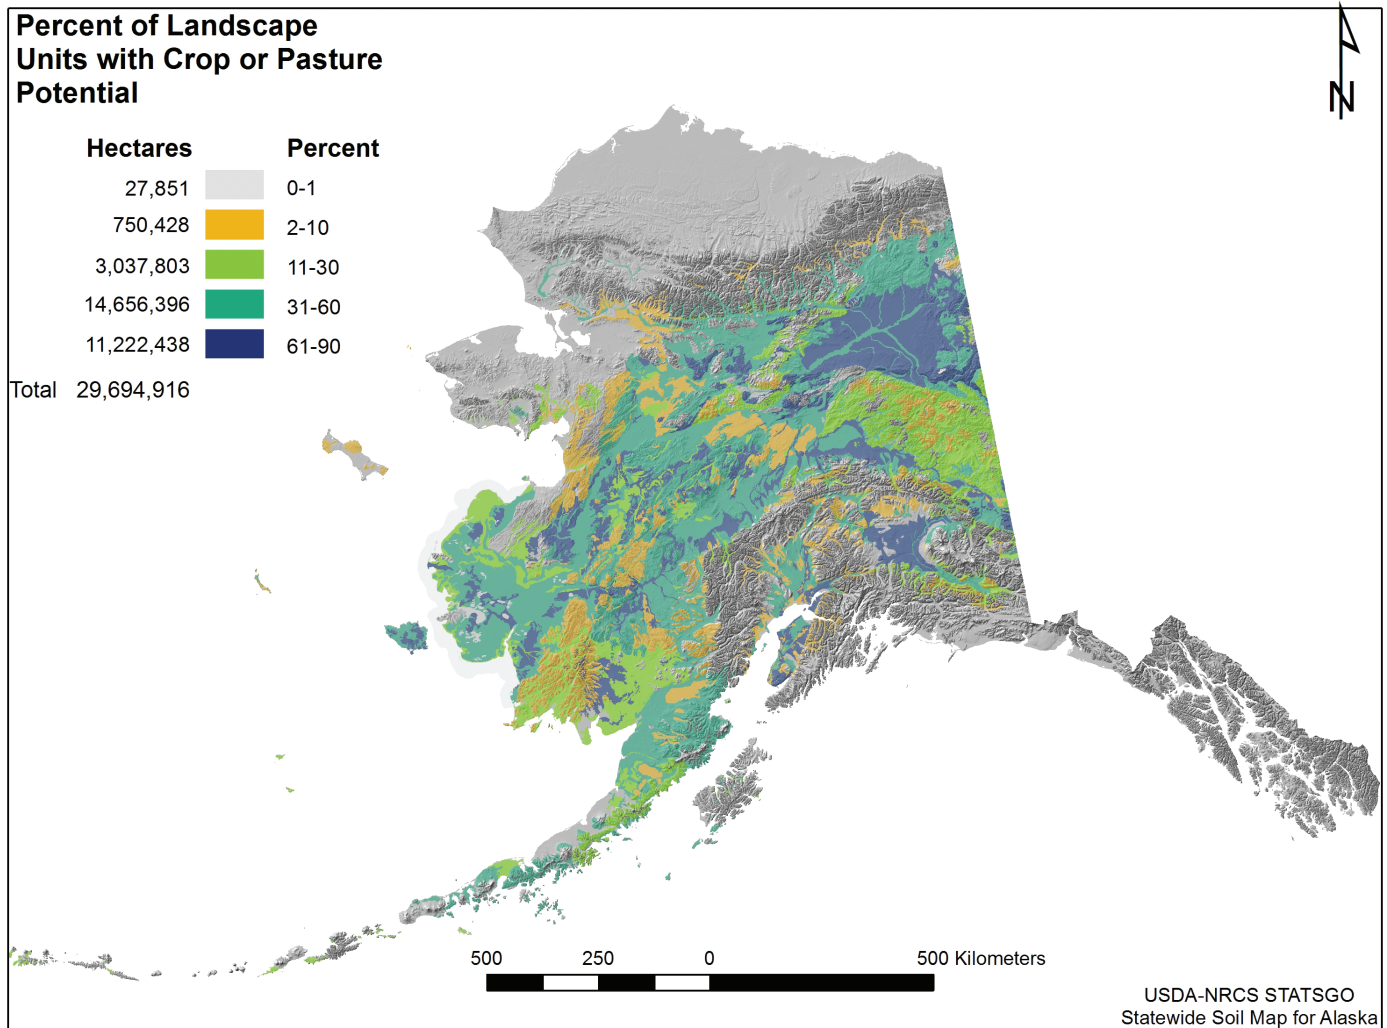 Percent of Landscape
Units with Crop or Pasture
Potential
Hectares Percent
27,851 0-1
750,428 2-10
3,037,803 11-30
14,656,396 31-60
11,222,438 61-90
Total 29,694,916
N
500 250 0 500 Kilometers
USDA-NRCS STATSGO
Statewide Soil Map for Alaska